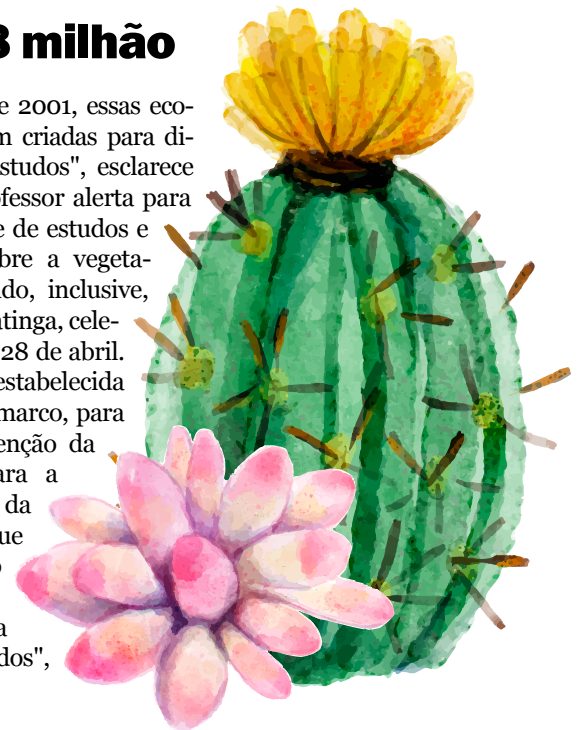 3 milhão
e 2001, essas eco-
m criadas para di-
studos", esclarece
ofessor alerta para
e de estudos e
bre a vegeta-
do, inclusive,
tinga, cele-
28 de abril.
estabelecida
marco, para
enção da
ara a
da
ue
o
a
dos",